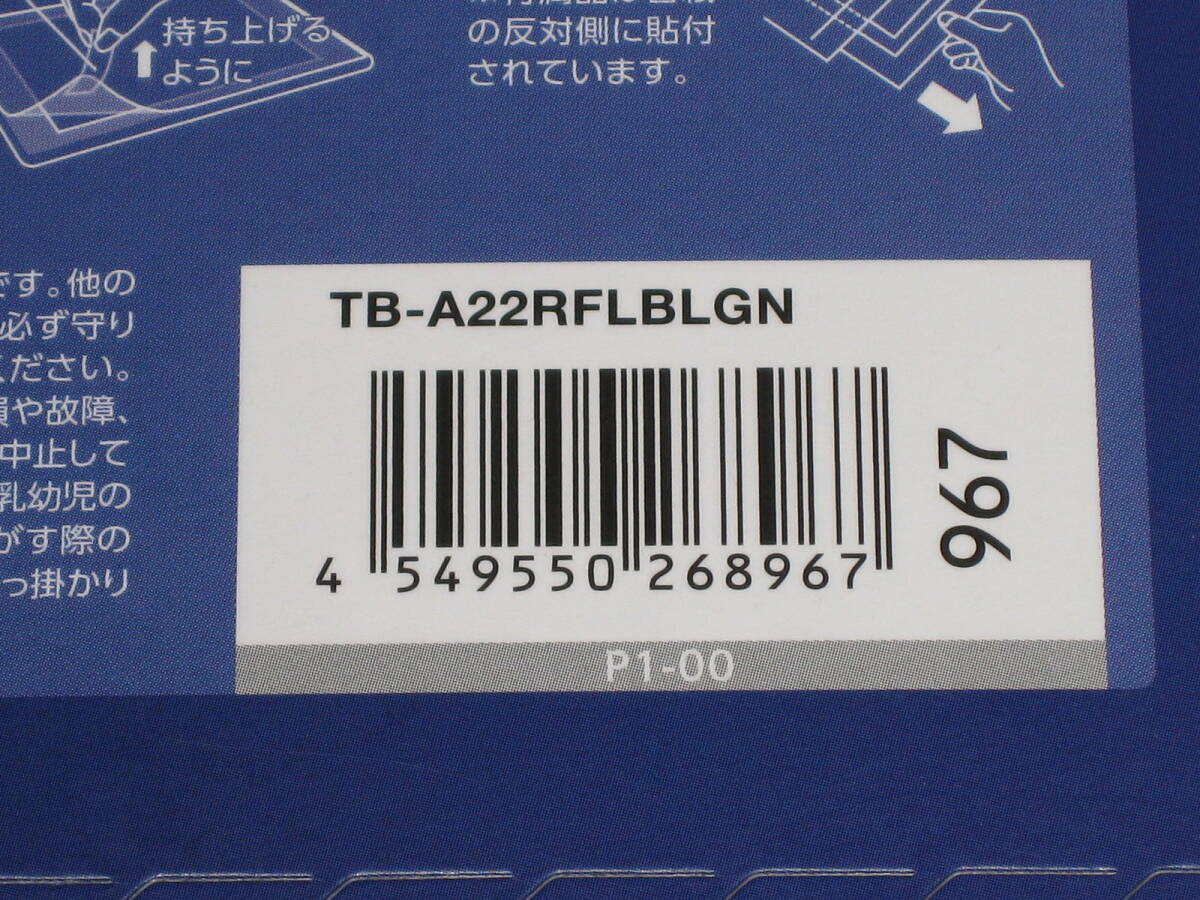 持ち上げる
ように
の反対側に貼付
されています。
です。他の
必ず守り
ください。
損や故障、
中止して
乳幼児の
がす際の
っ掛かり
TB-A22RFLBLGN
4 549550 268967
967
P1-00